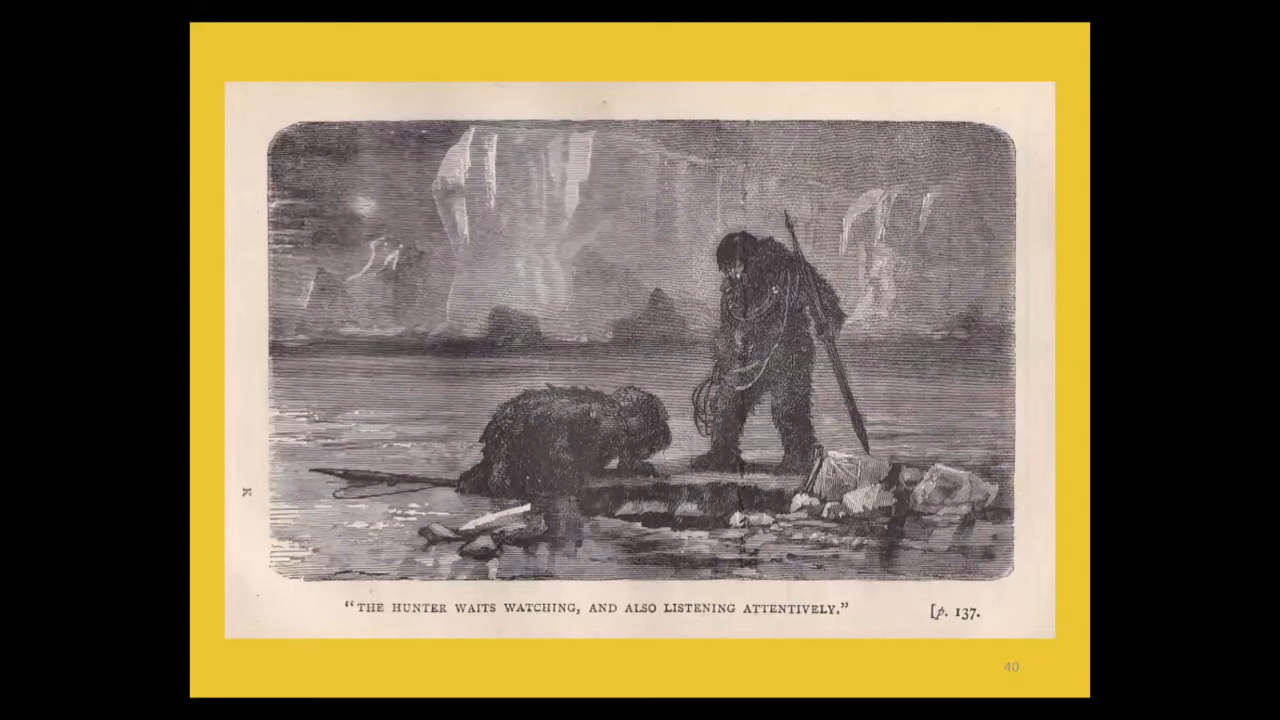 K
“THE HUNTER WAITS WATCHING, AND ALSO LISTENING ATTENTIVELY.” [p. 137.
40